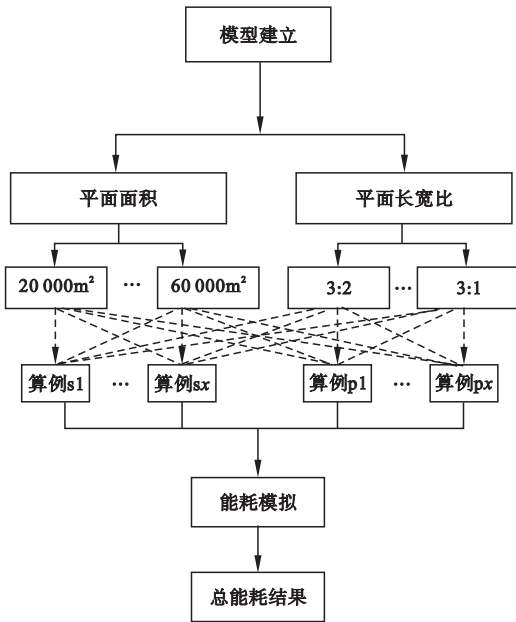 模型建立
平面面积
平面长宽比
20 000m²
...
60 000m²
3:2
...
3:1
算例s1
...
算例sx
算例p1
...
算例px
能耗模拟
总能耗结果